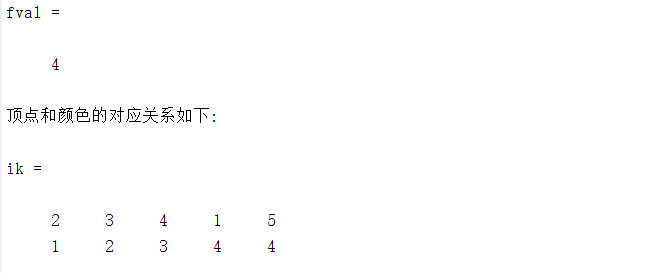 fval =
4
顶点和颜色的对应关系如下:
ik =
2 3 4 1 5
1 2 3 4 4